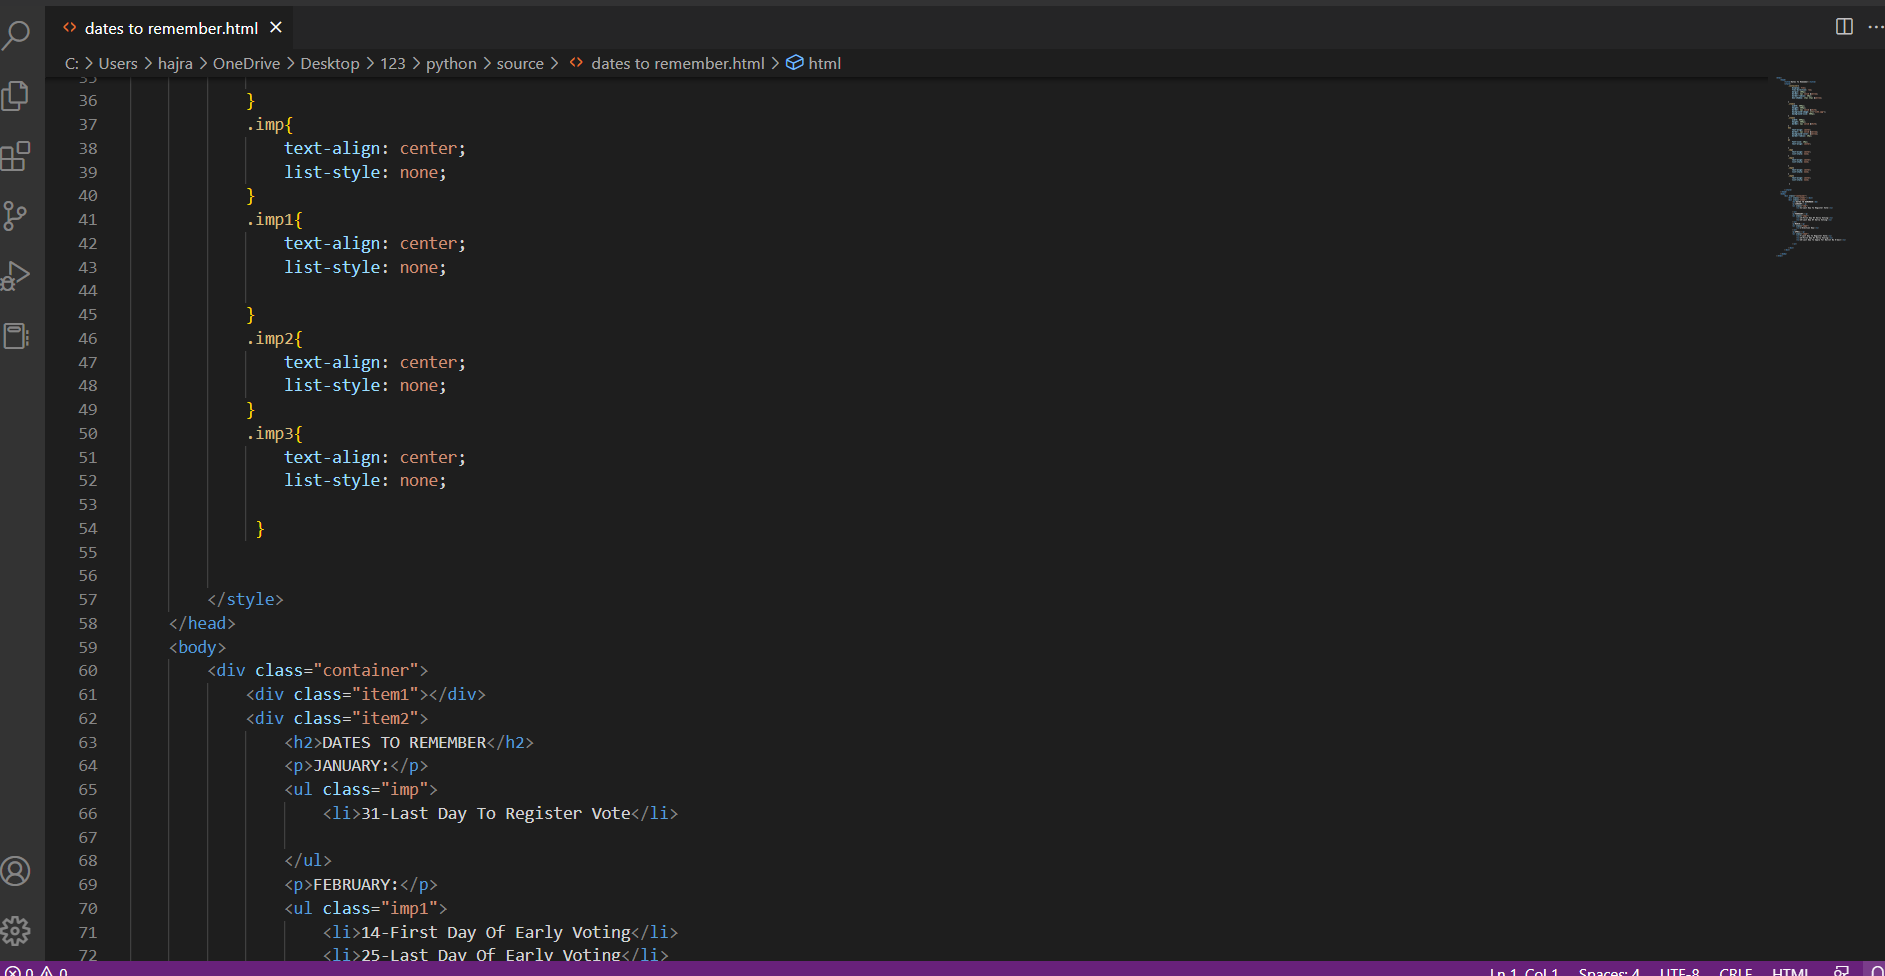 dates to remember.html
C: > Users > hajra > OneDrive > Desktop > 123 > python > source > dates to remember.html > html
35
36 }
37 .imp{
38 text-align: center;
39 list-style: none;
40 }
41 .imp1{
42 text-align: center;
43 list-style: none;
44
45 }
46 .imp2{
47 text-align: center;
48 list-style: none;
49 }
50 .imp3{
51 text-align: center;
52 list-style: none;
53
54 }
55
56
57 </style>
58 </head>
59 <body>
60 <div class="container">
61 <div class="item1"></div>
62 <div class="item2">
63 <h2>DATES TO REMEMBER</h2>
64 <p>JANUARY:</p>
65 <ul class="imp">
66 <li>31-Last Day To Register Vote</li>
67
68 </ul>
69 <p>FEBRUARY:</p>
70 <ul class="imp1">
71 <li>14-First Day Of Early Voting</li>
72 <li>25-Last Day Of Early Voting</li>
0 0 Ln 1, Col 1 Spaces: 4 UTF-8 CRLF HTML